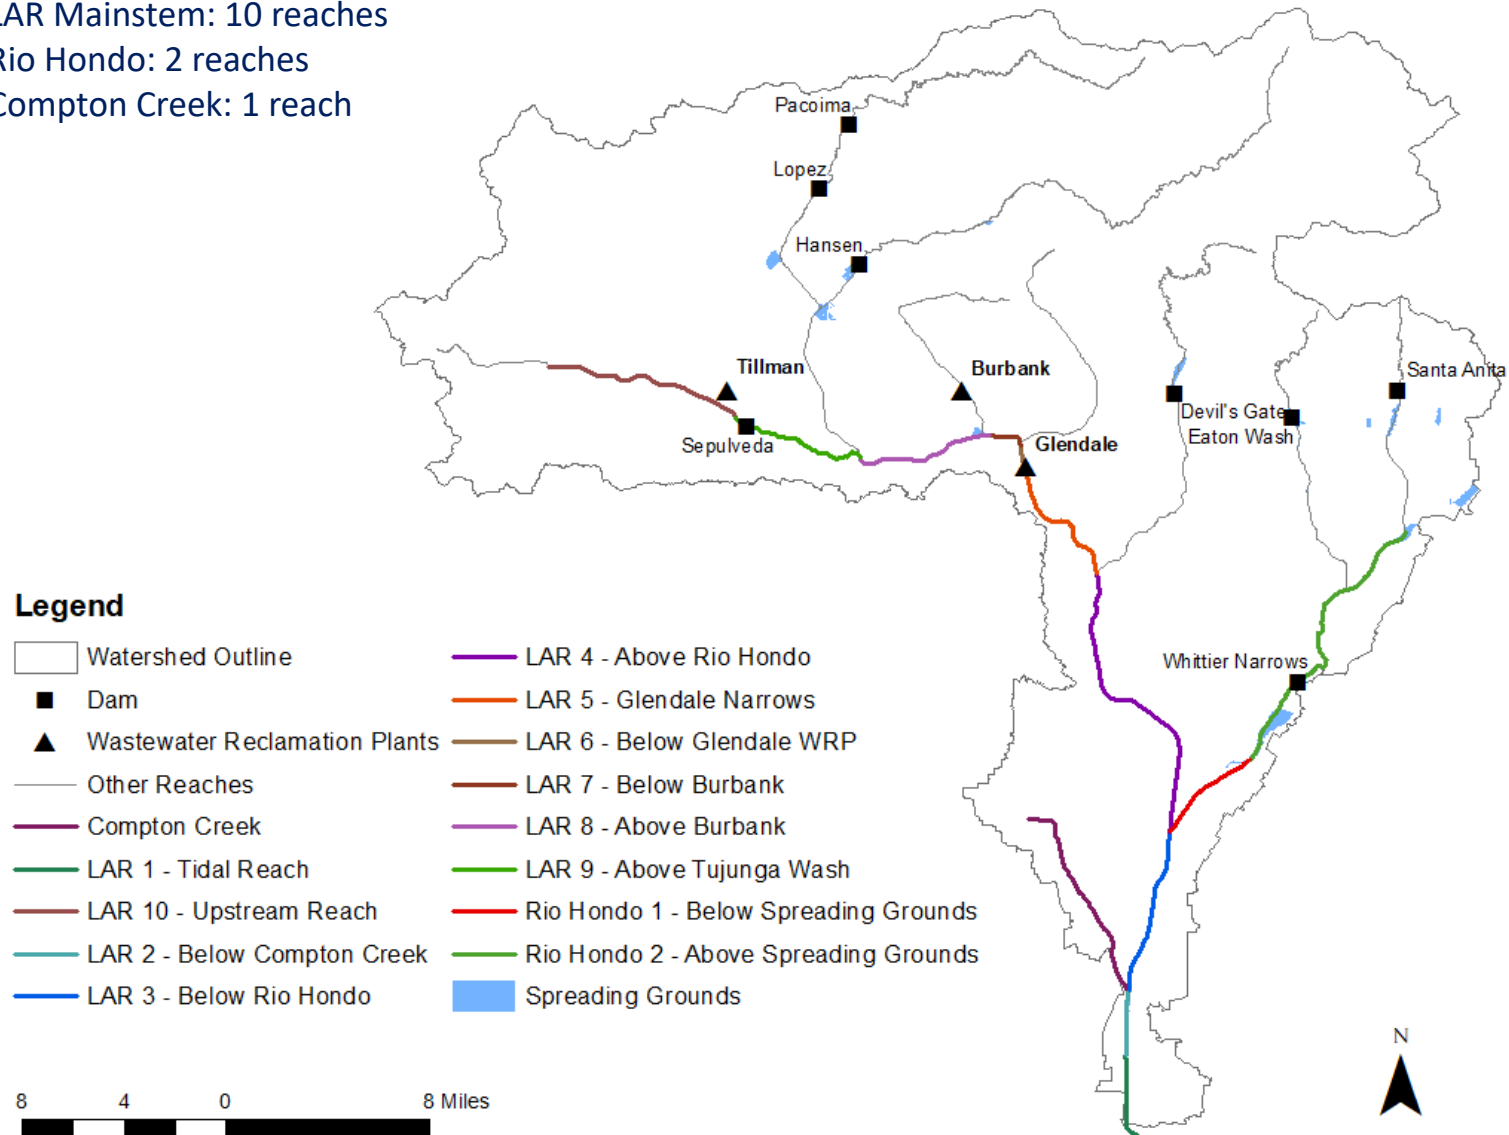 LAR Mainstem: 10 reaches
Rio Hondo: 2 reaches
Compton Creek: 1 reach
Pacoima
Lopez
Hansen
Tillman
Burbank
Santa Anita
Devil's Gate
Eaton Wash
Sepulveda
Glendale
Whittier Narrows
Legend
Watershed Outline
Dam
Wastewater Reclamation Plants
Other Reaches
Compton Creek
LAR 1 - Tidal Reach
LAR 10 - Upstream Reach
LAR 2 - Below Compton Creek
LAR 3 - Below Rio Hondo
LAR 4 - Above Rio Hondo
LAR 5 - Glendale Narrows
LAR 6 - Below Glendale WRP
LAR 7 - Below Burbank
LAR 8 - Above Burbank
LAR 9 - Above Tujunga Wash
Rio Hondo 1 - Below Spreading Grounds
Rio Hondo 2 - Above Spreading Grounds
Spreading Grounds
N
8 4 0 8 Miles